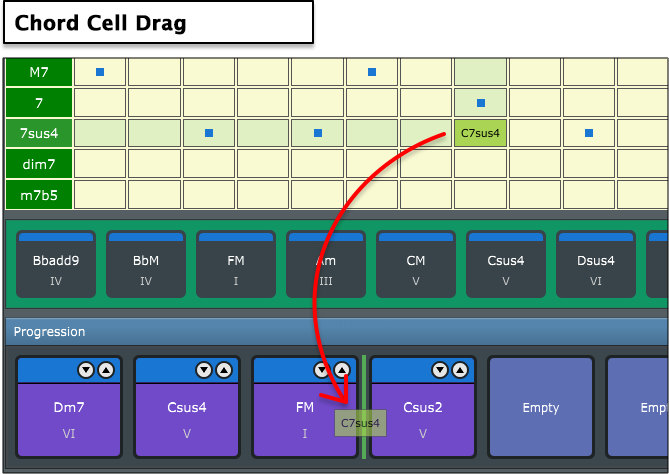 Chord Cell Drag
M7
7
7sus4 C7sus4
dim7
m7b5
Bbadd9 BbM FM Am CM Csus4 Dsus4
IV IV I III V V VI
Progression
Dm7 Csus4 FM Csus2 Empty
VI V I V
C7sus4